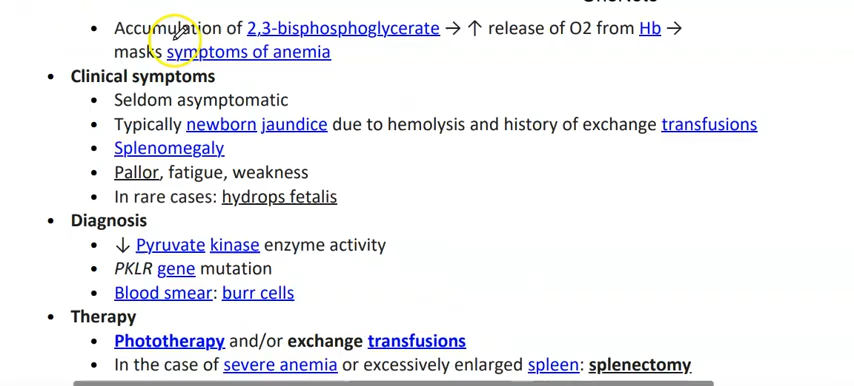 • Accumulation of 2,3-bisphosphoglycerate → ↑ release of O2 from Hb →
masks symptoms of anemia
• Clinical symptoms
• Seldom asymptomatic
• Typically newborn jaundice due to hemolysis and history of exchange transfusions
• Splenomegaly
• Pallor, fatigue, weakness
• In rare cases: hydrops fetalis
• Diagnosis
• ↓ Pyruvate kinase enzyme activity
• PKLR gene mutation
• Blood smear: burr cells
• Therapy
• Phototherapy and/or exchange transfusions
• In the case of severe anemia or excessively enlarged spleen: splenectomy